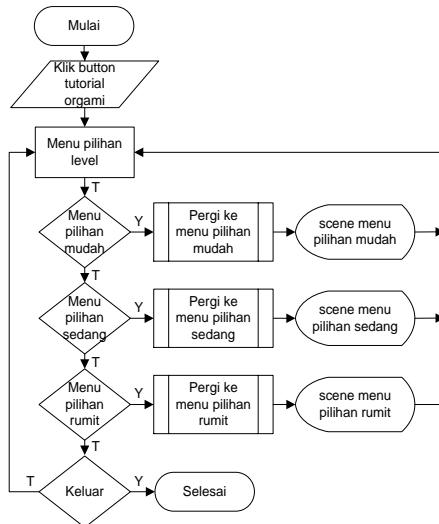 Mulai
Klik button
tutorial
orgami
Menu pilihan
level
T
Menu
pilihan
mudah
Y
Pergi ke
menu pilihan
mudah
scene menu
pilihan mudah
T
Menu
pilihan
sedang
Y
Pergi ke
menu pilihan
sedang
scene menu
pilihan sedang
T
Menu
pilihan
rumit
Y
Pergi ke
menu pilihan
rumit
scene menu
pilihan rumit
T
T
Keluar
Y
Selesai